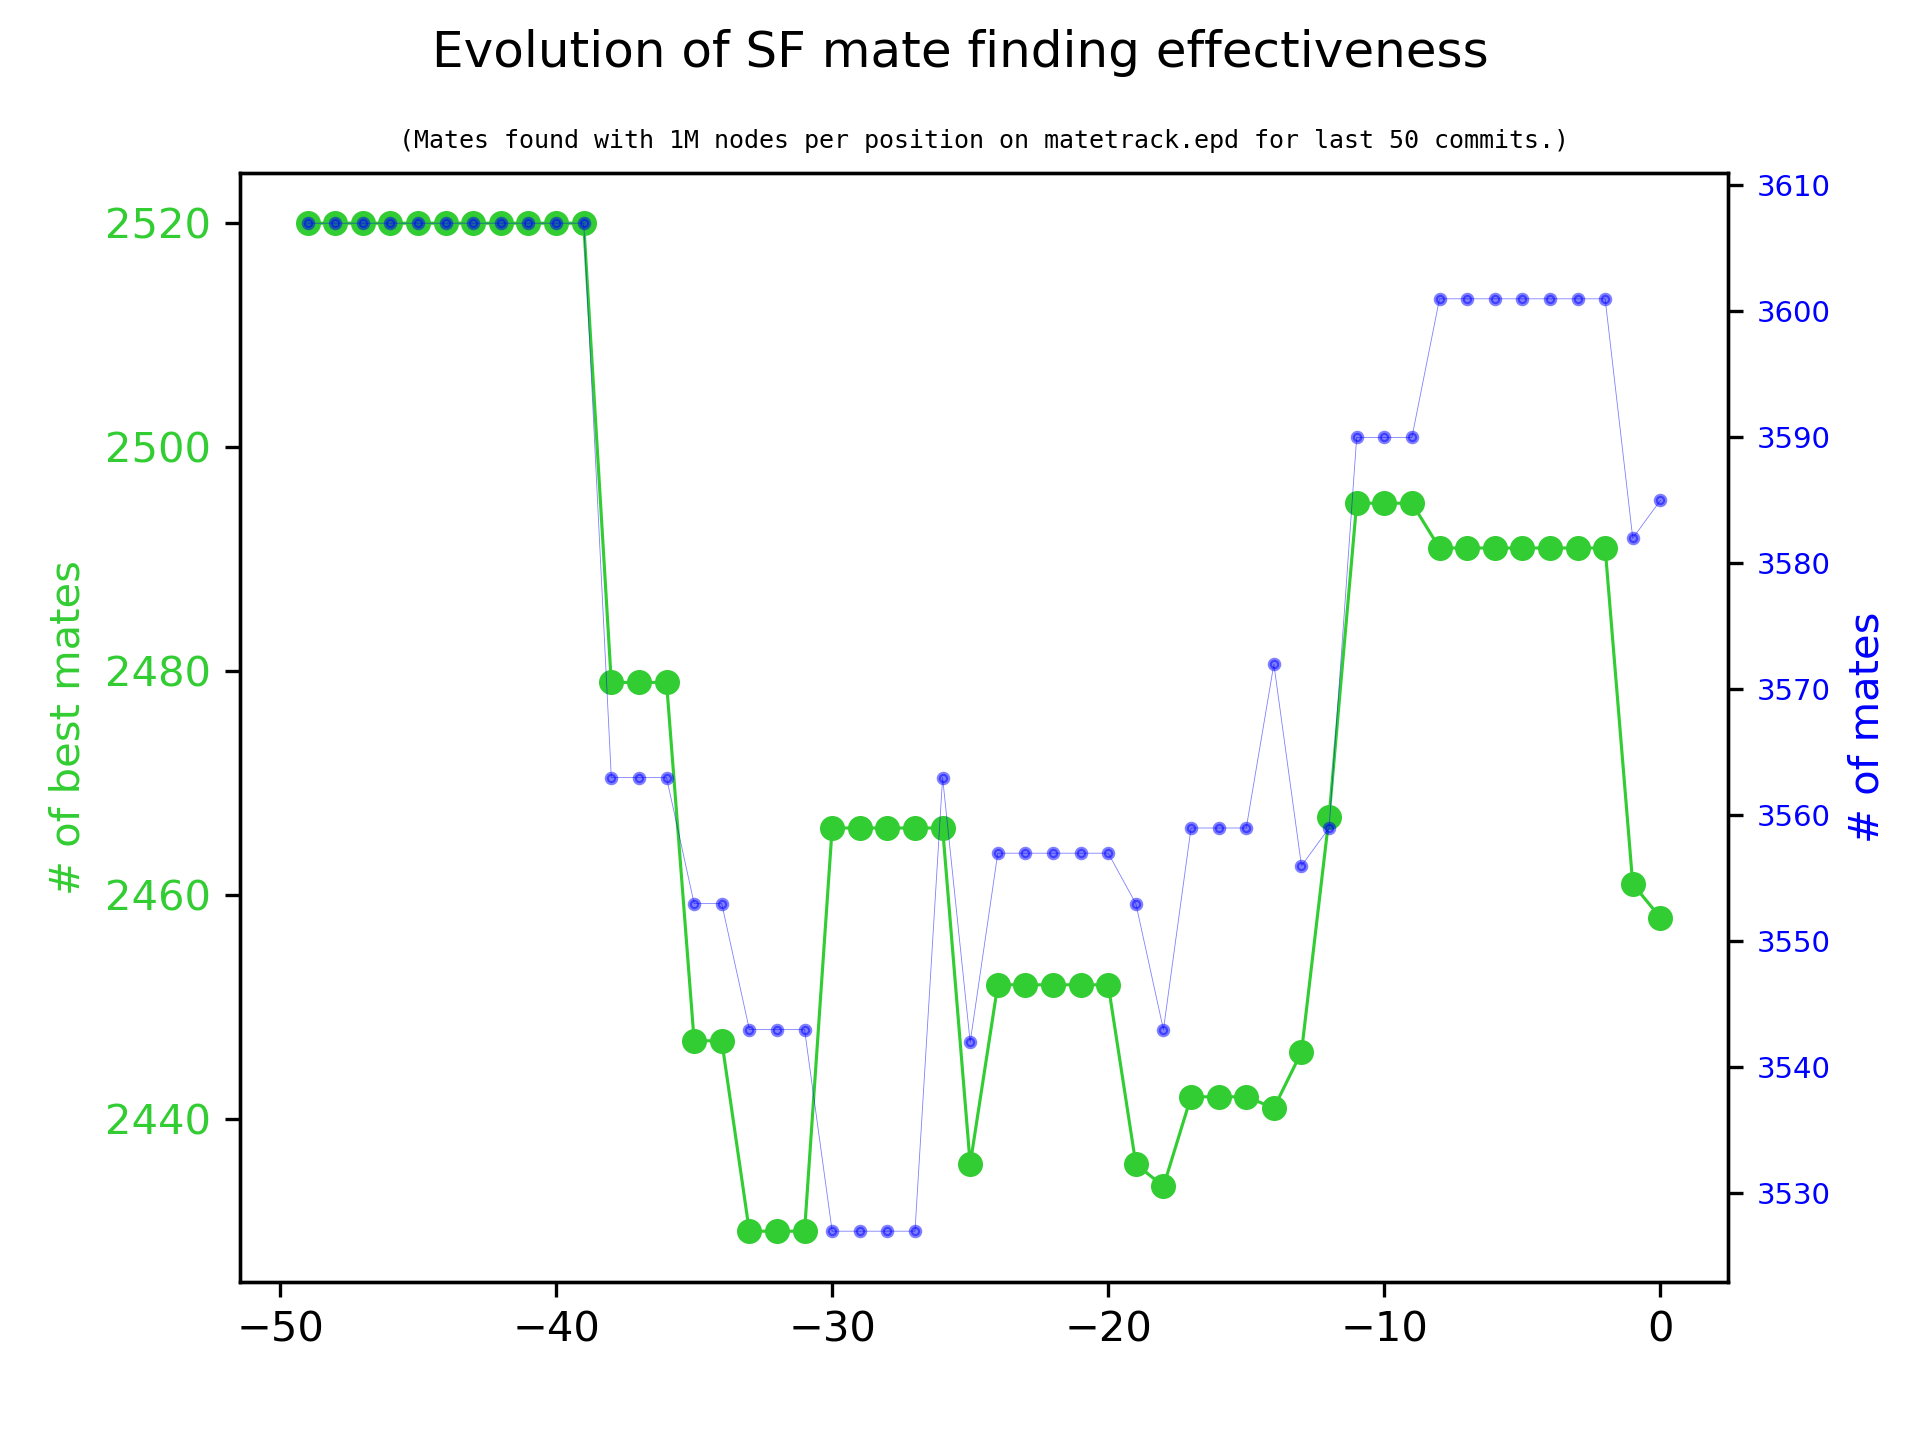 Evolution of SF mate finding effectiveness
(Mates found with 1M nodes per position on matetrack.epd for last 50 commits.)
# of best mates
2520
2500
2480
2460
2440
3610
3600
3590
3580
3570
3560
3550
3540
3530
# of mates
−50 −40 −30 −20 −10 0